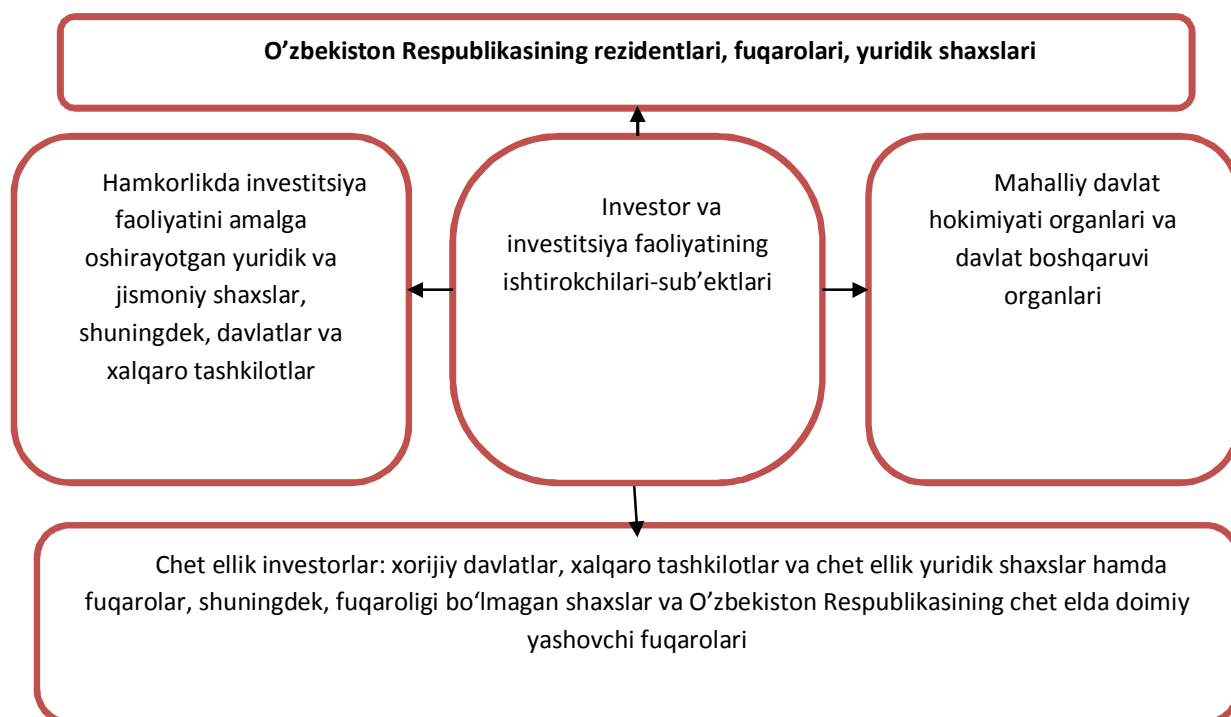 O’zbekiston Respublikasining rezidentlari, fuqarolari, yuridik shaxslari
Hamkorlikda investitsiya
faoliyatini amalga
oshirayotgan yuridik va
jismoniy shaxslar,
shuningdek, davlatlar va
xalqaro tashkilotlar
Investor va
investitsiya faoliyatining
ishtirokchilari-sub’ektlari
Mahalliy davlat
hokimiyati organlari va
davlat boshqaruvi
organlari
Chet ellik investorlar: xorijiy davlatlar, xalqaro tashkilotlar va chet ellik yuridik shaxslar hamda
fuqarolar, shuningdek, fuqaroligi bo‘lmagan shaxslar va O’zbekiston Respublikasining chet elda doimiy
yashovchi fuqarolari